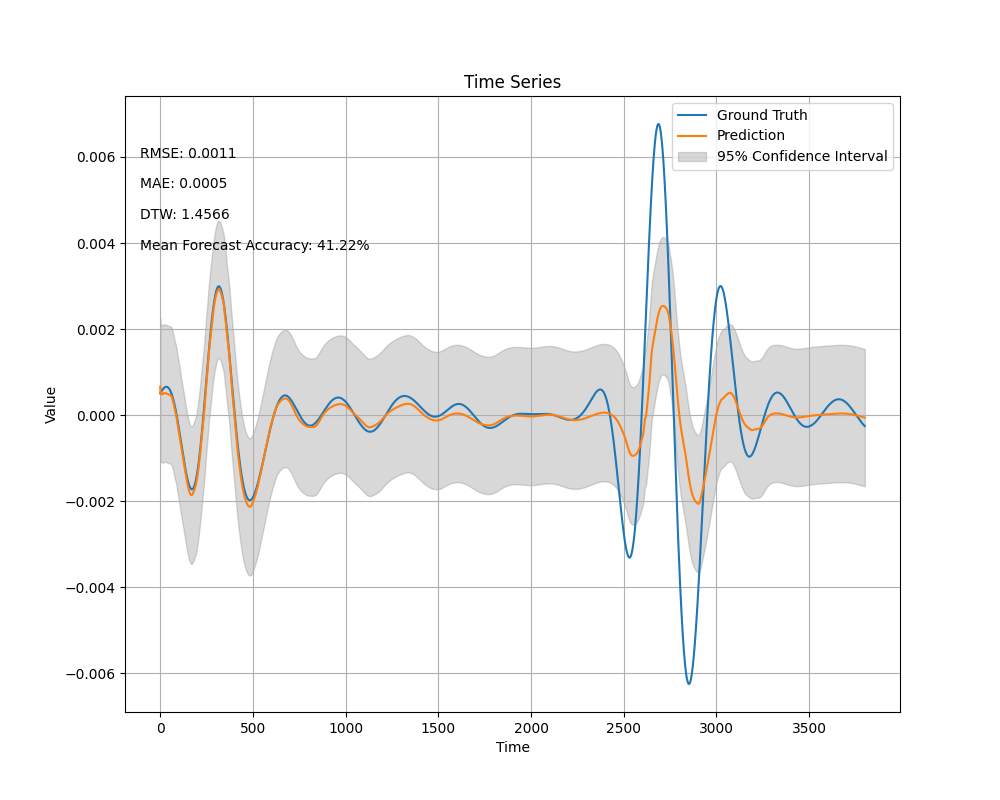 Time Series
Ground Truth
Prediction
95% Confidence Interval
RMSE: 0.0011
MAE: 0.0005
DTW: 1.4566
Mean Forecast Accuracy: 41.22%
Value
0.006
0.004
0.002
0.000
−0.002
−0.004
−0.006
0 500 1000 1500 2000 2500 3000 3500
Time